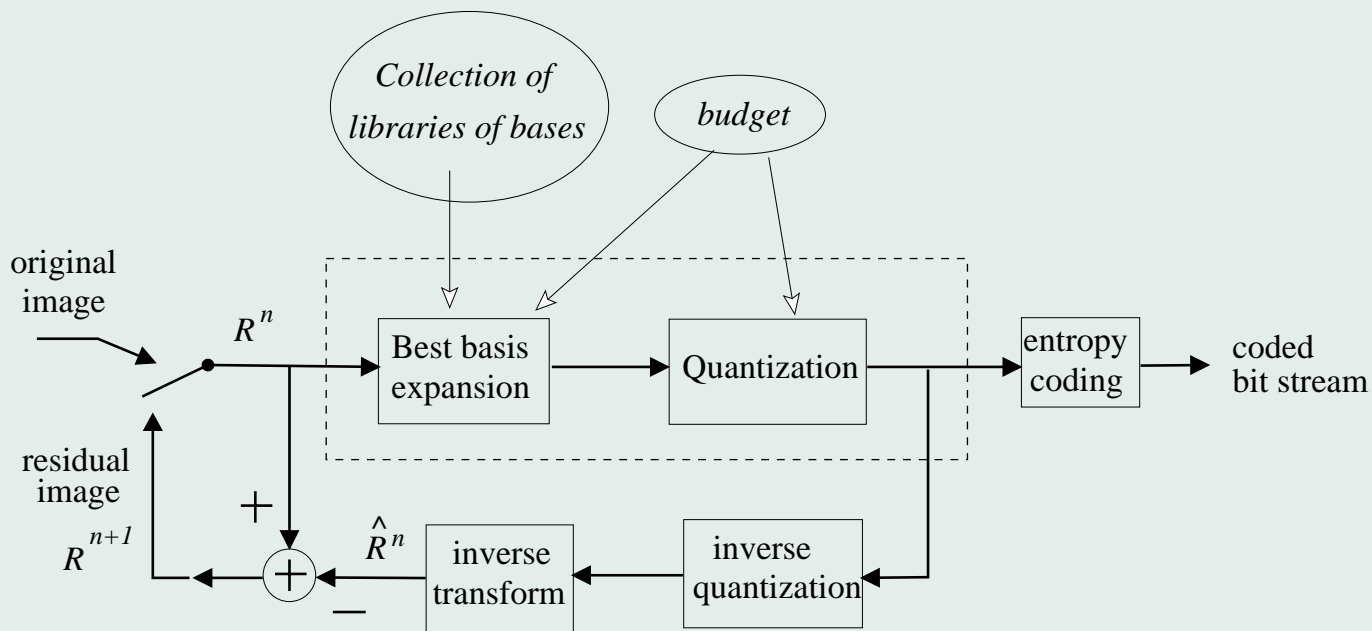 Collection of
libraries of bases
budget
original
image
R^n
Best basis
expansion
Quantization
entropy
coding
coded
bit stream
residual
image
R^{n+1}
+
+
−
R̂^n
inverse
transform
inverse
quantization